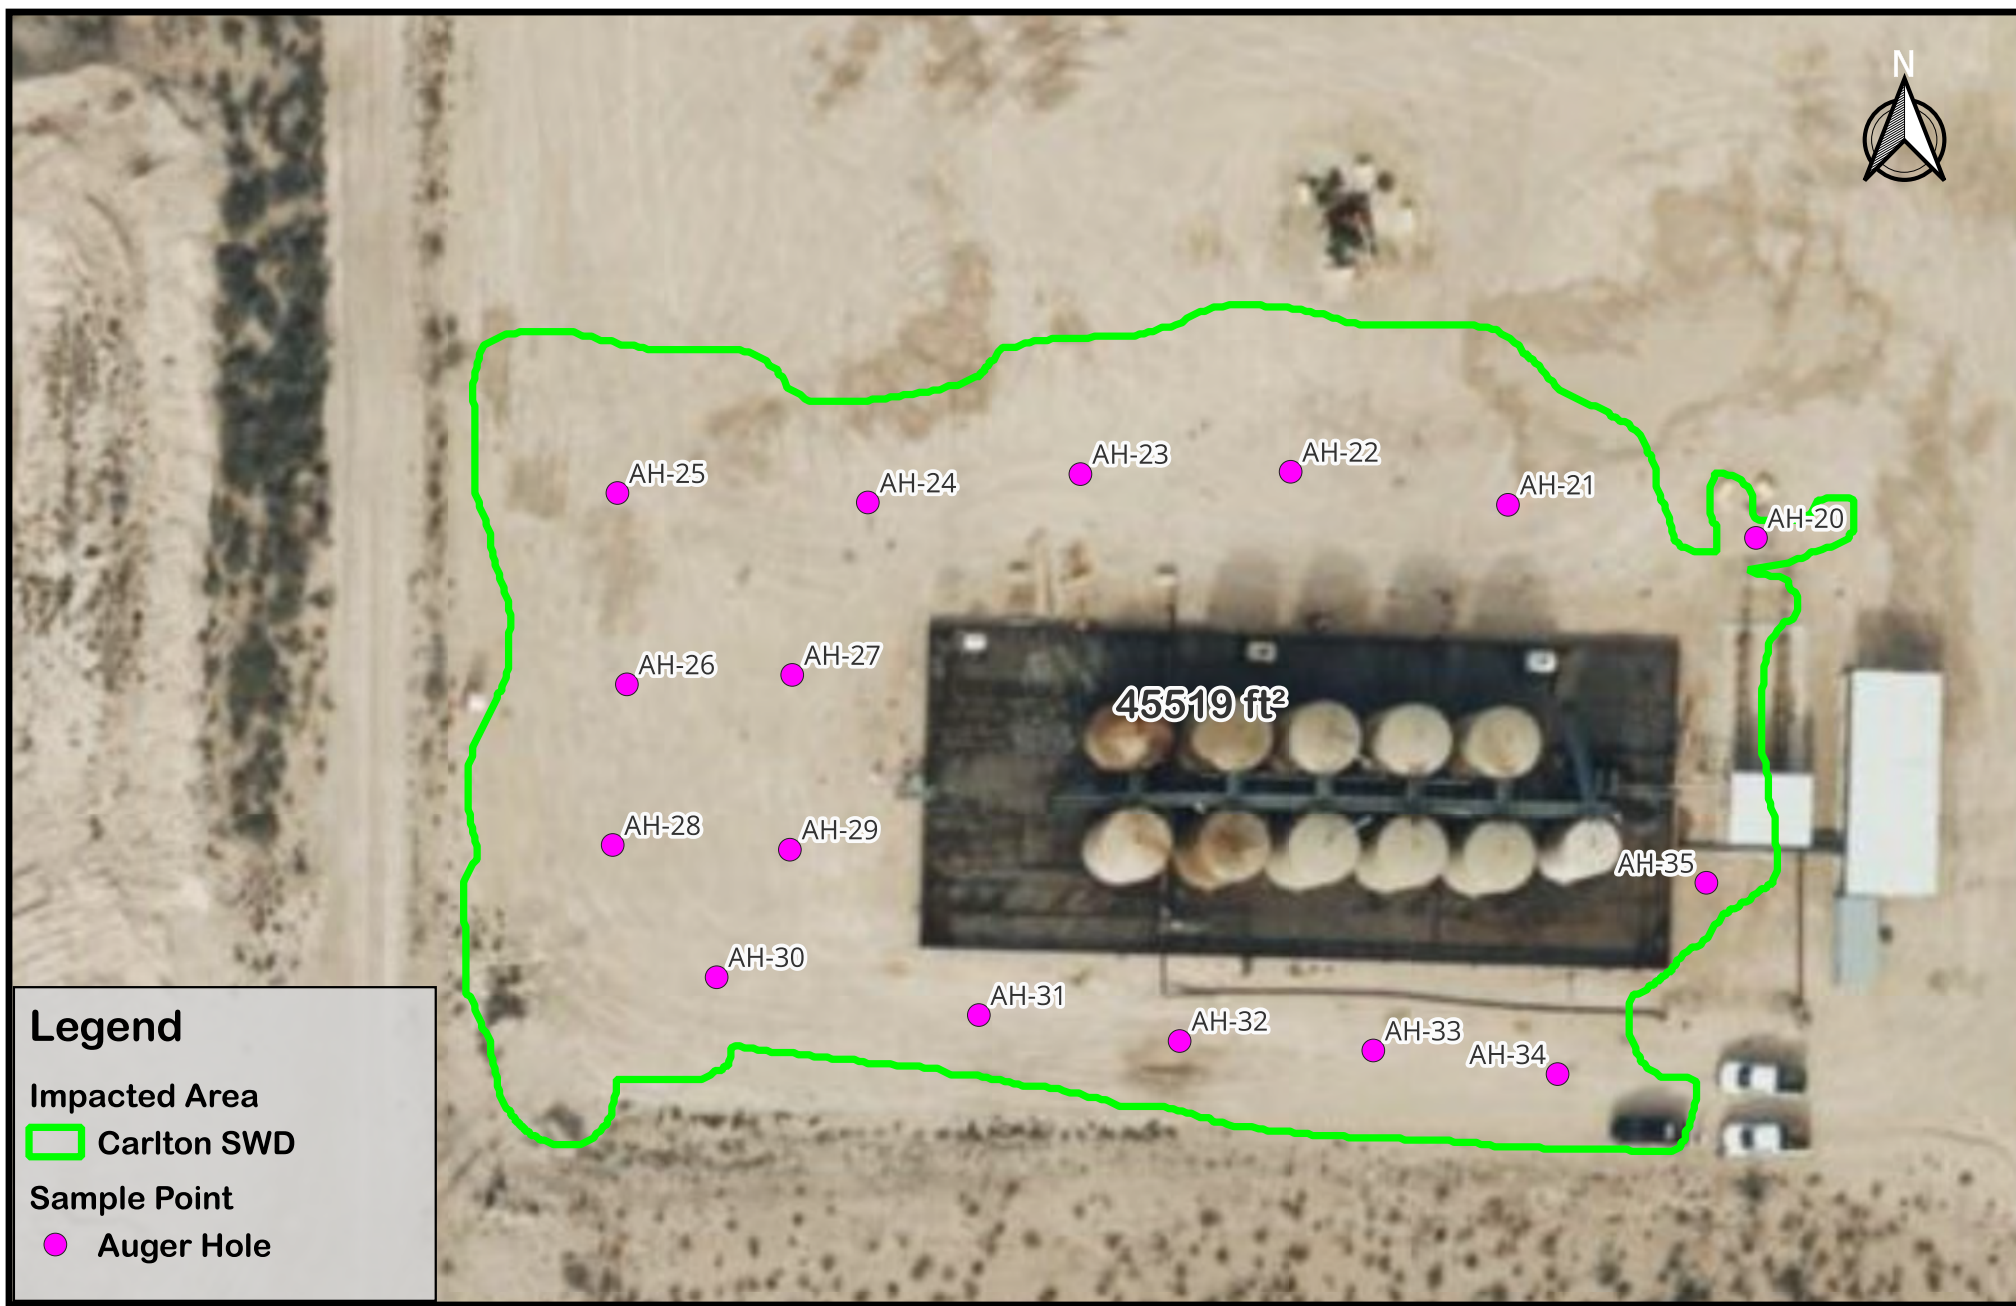 N
AH-23
AH-22
AH-25
AH-24
AH-21
AH-20
AH-26
AH-27
45519 ft²
AH-28
AH-29
AH-35
AH-30
AH-31
AH-32
AH-33
AH-34
Legend
Impacted Area
Carlton SWD
Sample Point
Auger Hole